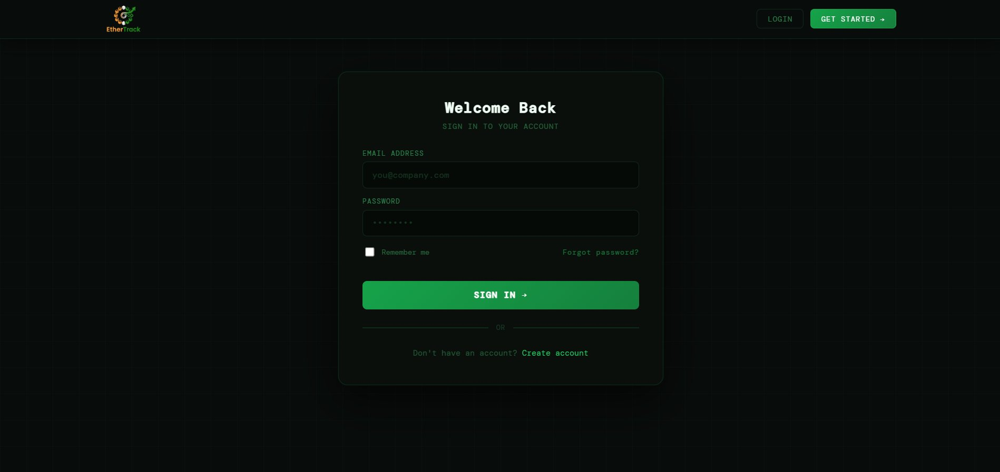 EtherTrack
LOGIN
GET STARTED →
Welcome Back
SIGN IN TO YOUR ACCOUNT
EMAIL ADDRESS
you@company.com
PASSWORD
••••••••
Remember me
Forgot password?
SIGN IN →
OR
Don't have an account? Create account